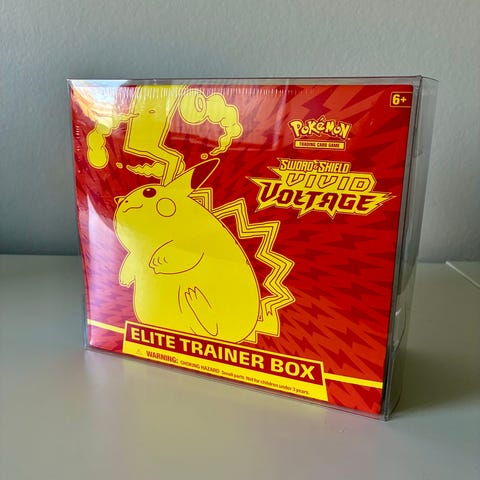 6+
POKéMON
TRADING CARD GAME
SWORD & SHIELD
VIVID
VOLTAGE
ELITE TRAINER BOX
WARNING: CHOKING HAZARD Small parts. Not for children under 3 years.